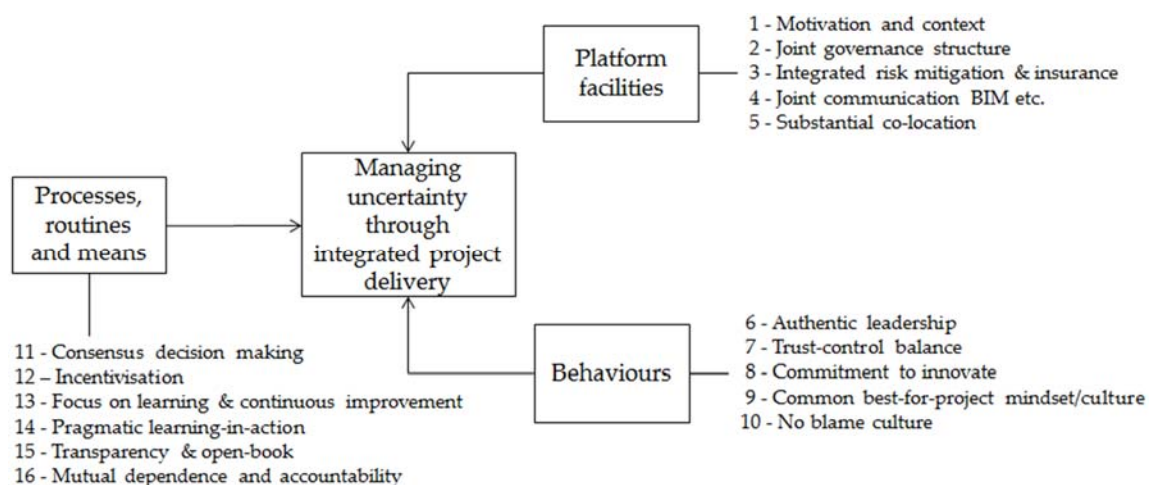 Platform
facilities
1 - Motivation and context
2 - Joint governance structure
3 - Integrated risk mitigation & insurance
4 - Joint communication BIM etc.
5 - Substantial co-location
Processes,
routines
and means
Managing
uncertainty
through
integrated project
delivery
11 - Consensus decision making
12 – Incentivisation
13 - Focus on learning & continuous improvement
14 - Pragmatic learning-in-action
15 - Transparency & open-book
16 - Mutual dependence and accountability
Behaviours
6 - Authentic leadership
7 - Trust-control balance
8 - Commitment to innovate
9 - Common best-for-project mindset/culture
10 - No blame culture